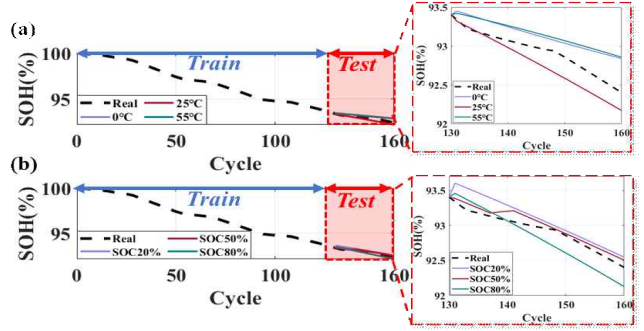 (a)
100
95
SOH(%)
Train
Test
Real
25°C
0°C
55°C
0
50
100
160
Cycle
93.5
93
92.5
92
SOH(%)
Real
0°C
25°C
55°C
130
140
150
160
Cycle
(b)
100
95
SOH(%)
Train
Test
Real
SOC50%
SOC20%
SOC80%
0
50
100
160
Cycle
93.5
93
92.5
92
SOH(%)
Real
SOC20%
SOC50%
SOC80%
130
140
150
160
Cycle